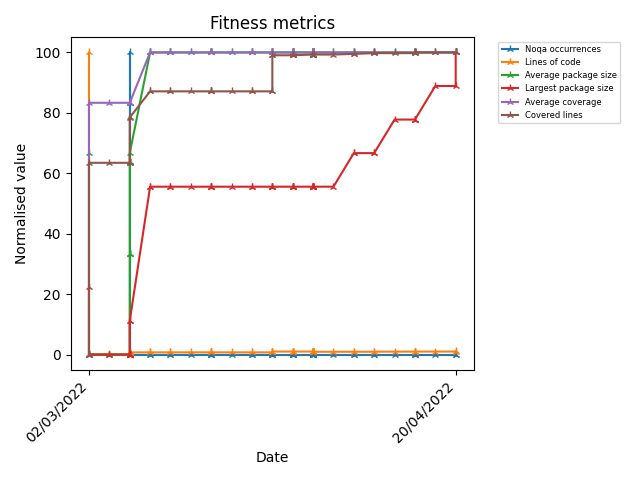 Fitness metrics
Noqa occurrences
Lines of code
Average package size
Largest package size
Average coverage
Covered lines
Normalised value
100
80
60
40
20
0
02/03/2022
20/04/2022
Date